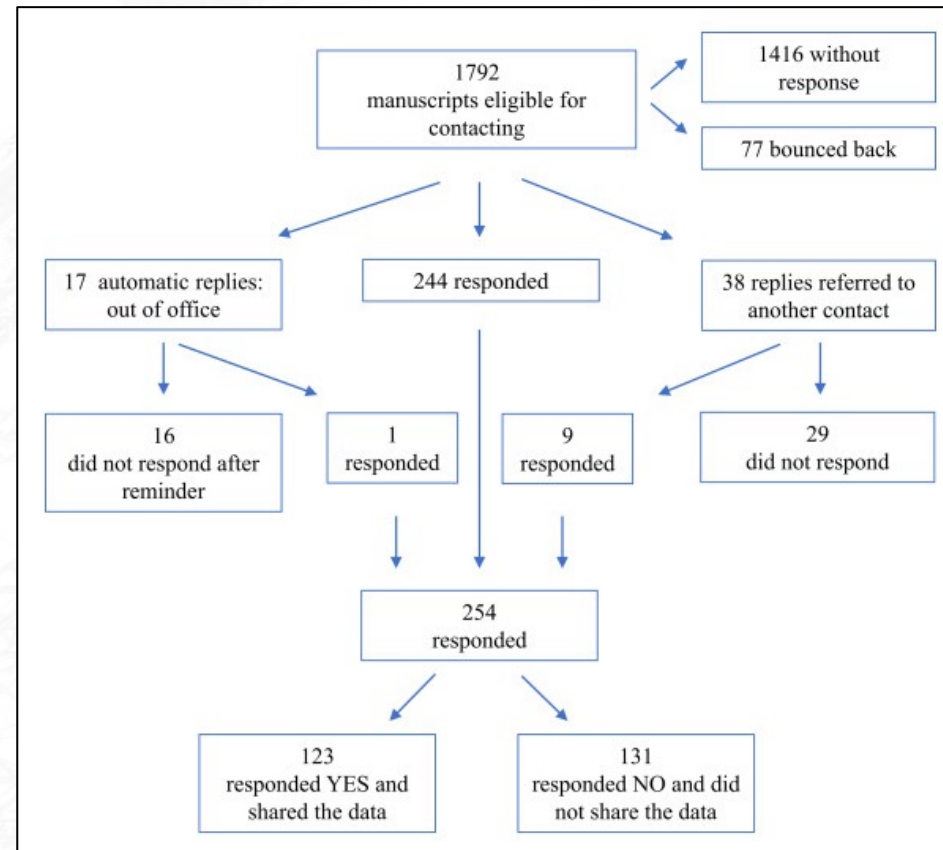 1792
manuscripts eligible for
contacting
1416 without
response
77 bounced back
17 automatic replies:
out of office
244 responded
38 replies referred to
another contact
16
did not respond after
reminder
1
responded
9
responded
29
did not respond
254
responded
123
responded YES and
shared the data
131
responded NO and did
not share the data